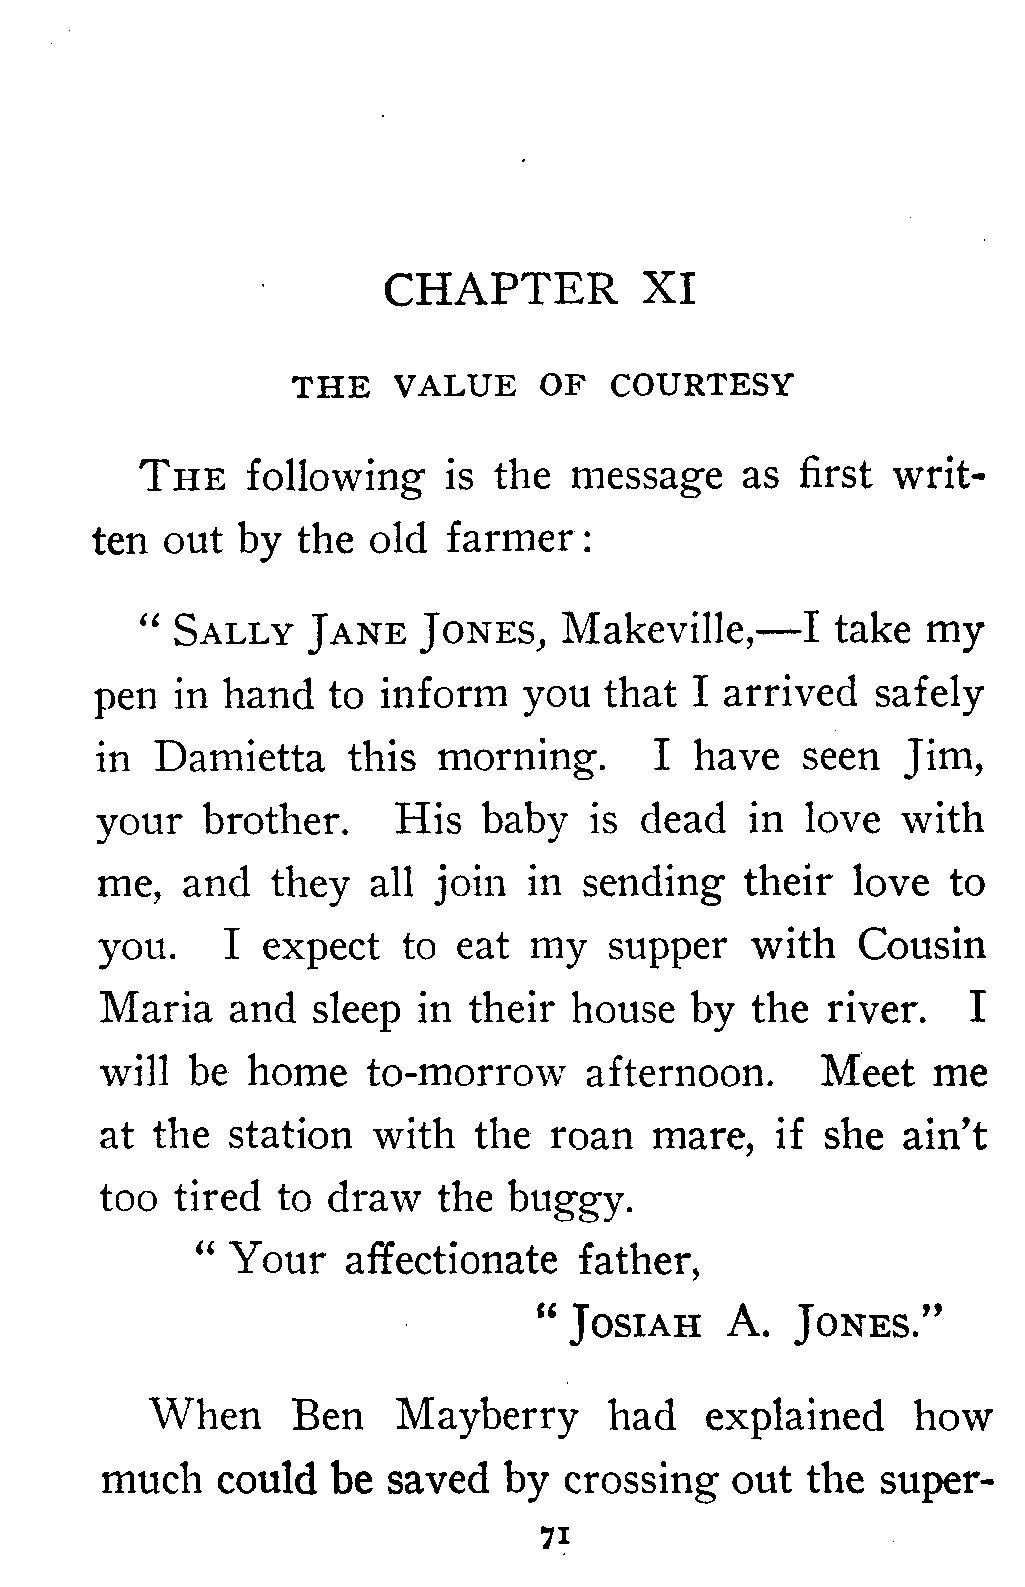 CHAPTER XI
THE VALUE OF COURTESY
THE following is the message as first writ-
ten out by the old farmer:
“ SALLY JANE JONES, Makeville,—I take my
pen in hand to inform you that I arrived safely
in Damietta this morning. I have seen Jim,
your brother. His baby is dead in love with
me, and they all join in sending their love to
you. I expect to eat my supper with Cousin
Maria and sleep in their house by the river. I
will be home to-morrow afternoon. Meet me
at the station with the roan mare, if she ain't
too tired to draw the buggy.
“ Your affectionate father,
“ JOSIAH A. JONES.”
When Ben Mayberry had explained how
much could be saved by crossing out the super-
71